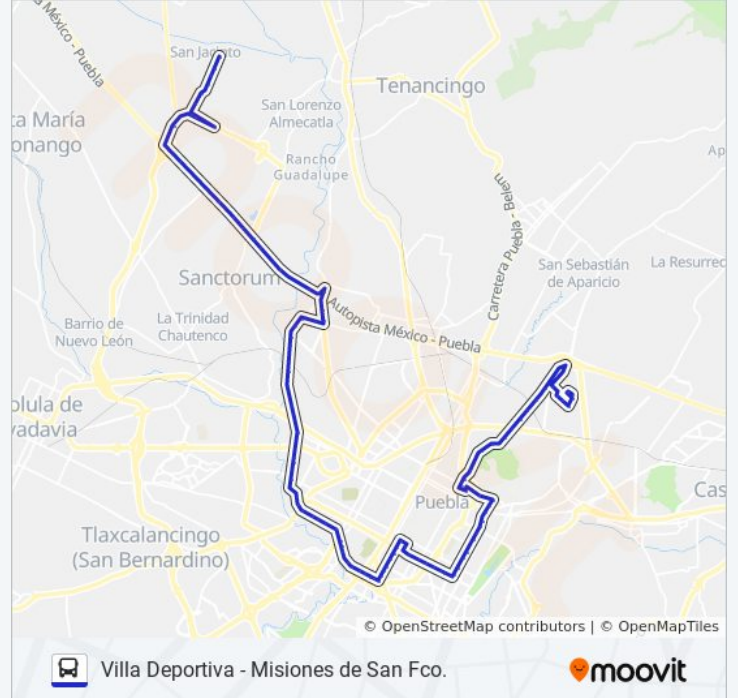 a México - Puebla
San Jacinto
Tenancingo
San Lorenzo
Almecatla
ta María
onango
Rancho
Guadalupe
Ap
Carretera Puebla - Belem
Sanctorum
San Sebastián
de Aparicio
La Resurrec
Autopista México - Puebla
La Trinidad
Chautenco
Barrio de
Nuevo León
olula de
vadavia
Puebla
Cas
Tlaxcalancingo
(San Bernardino)
© OpenStreetMap contributors | © OpenMapTiles
Villa Deportiva - Misiones de San Fco.
moovit